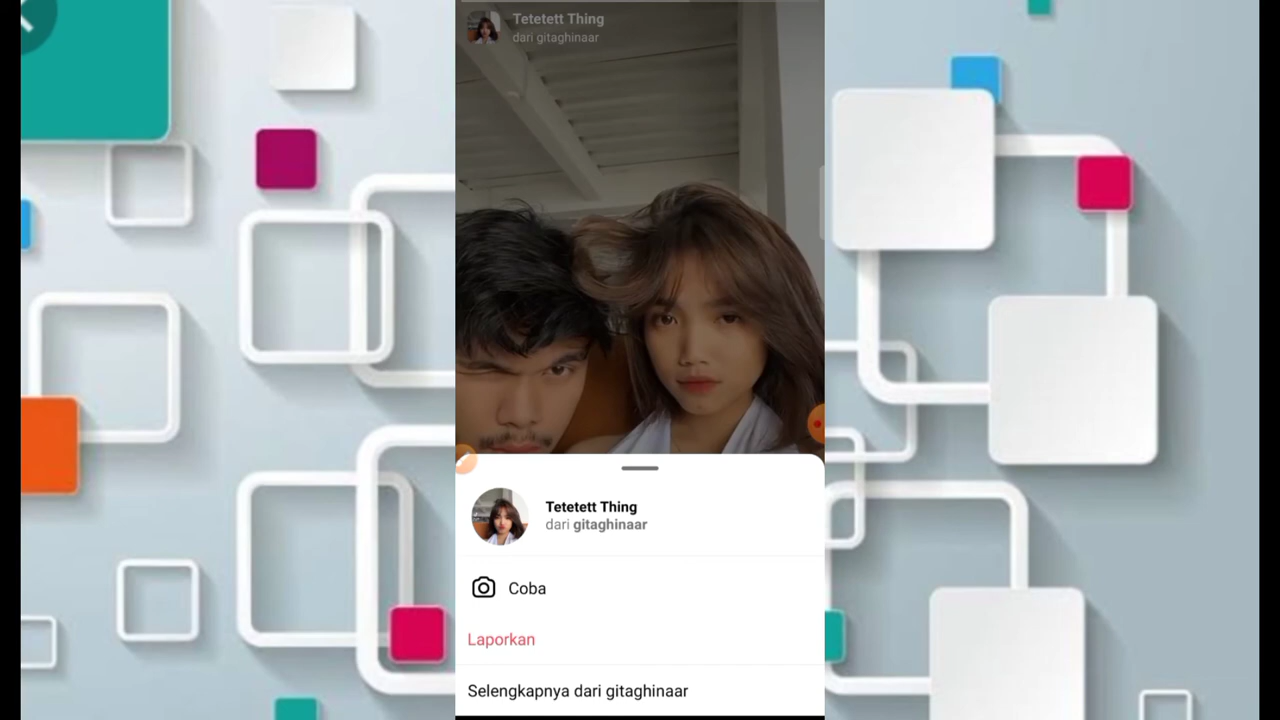 Tetetett Thing
dari gitaghinaar
Tetetett Thing
dari gitaghinaar
Coba
Laporkan
Selengkapnya dari gitaghinaar